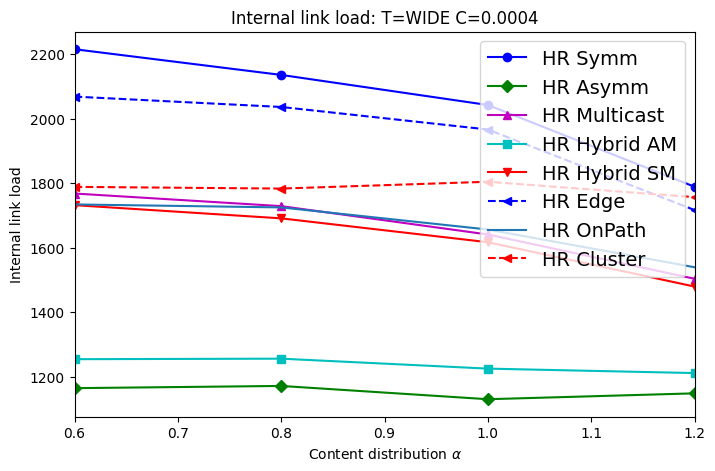 Internal link load: T=WIDE C=0.0004
2200
2000
1800
1600
1400
1200
Internal link load
HR Symm
HR Asymm
HR Multicast
HR Hybrid AM
HR Hybrid SM
HR Edge
HR OnPath
HR Cluster
0.6 0.7 0.8 0.9 1.0 1.1 1.2
Content distribution α